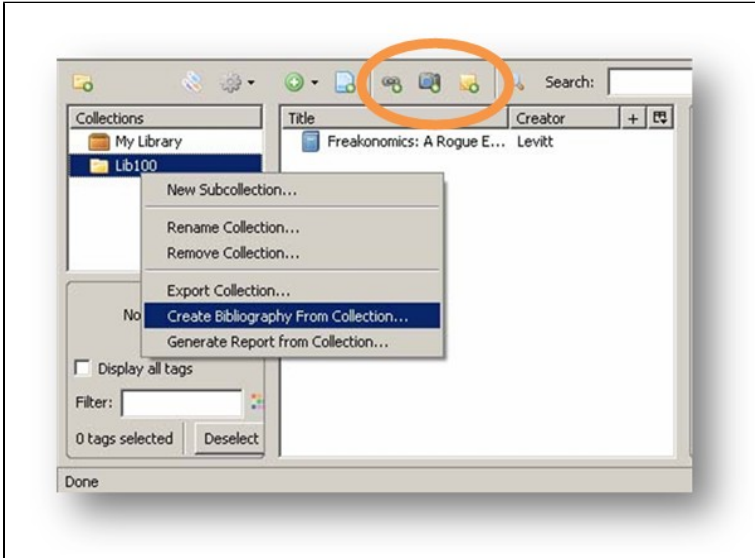 Search:
Collections
Title Creator +
My Library
Freakonomics: A Rogue E... Levitt
Lib100
New Subcollection...
Rename Collection...
Remove Collection...
Export Collection...
No
Create Bibliography From Collection...
Generate Report from Collection...
Display all tags
Filter:
0 tags selected Deselect
Done